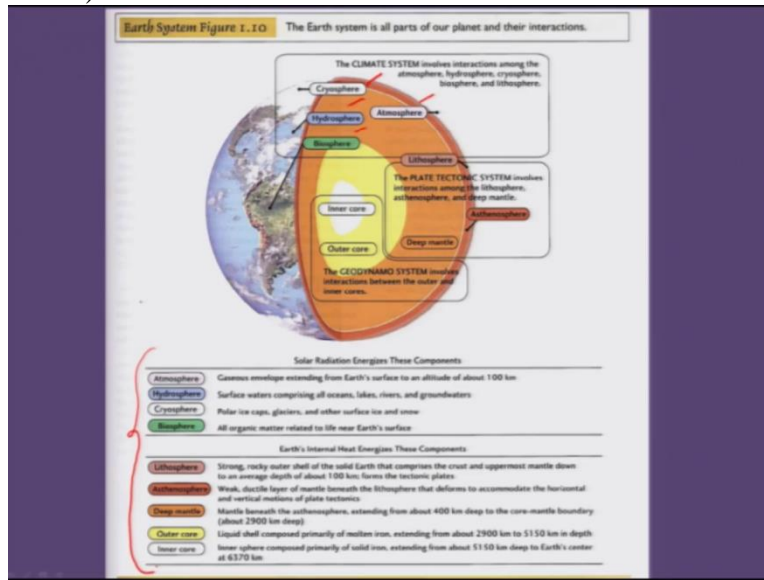 Earth System Figure 1.10
The Earth system is all parts of our planet and their interactions.
The CLIMATE SYSTEM involves interactions among the
atmosphere, hydrosphere, cryosphere,
biosphere, and lithosphere.
Cryosphere
Atmosphere
Hydrosphere
Biosphere
Lithosphere
The PLATE TECTONIC SYSTEM involves
interactions among the lithosphere,
asthenosphere, and deep mantle.
Inner core
Asthenosphere
Deep mantle
Outer core
The GEODYNAMO SYSTEM involves
interactions between the outer and
inner cores.
Solar Radiation Energizes These Components
Atmosphere Gaseous envelope extending from Earth's surface to an altitude of about 100 km
Hydrosphere Surface waters comprising all oceans, lakes, rivers, and groundwaters
Cryosphere Polar ice caps, glaciers, and other surface ice and snow
Biosphere All organic matter related to life near Earth's surface
Earth's Internal Heat Energizes These Components
Lithosphere Strong, rocky outer shell of the solid Earth that comprises the crust and uppermost mantle down
to an average depth of about 100 km; forms the tectonic plates
Asthenosphere Weak, ductile layer of mantle beneath the lithosphere that deforms to accommodate the horizontal
and vertical motions of plate tectonics
Deep mantle Mantle beneath the asthenosphere, extending from about 400 km deep to the core-mantle boundary
(about 2900 km deep)
Outer core Liquid shell composed primarily of molten iron, extending from about 2900 km to 5150 km in depth
Inner core Inner sphere composed primarily of solid iron, extending from about 5150 km deep to Earth's center
at 6370 km